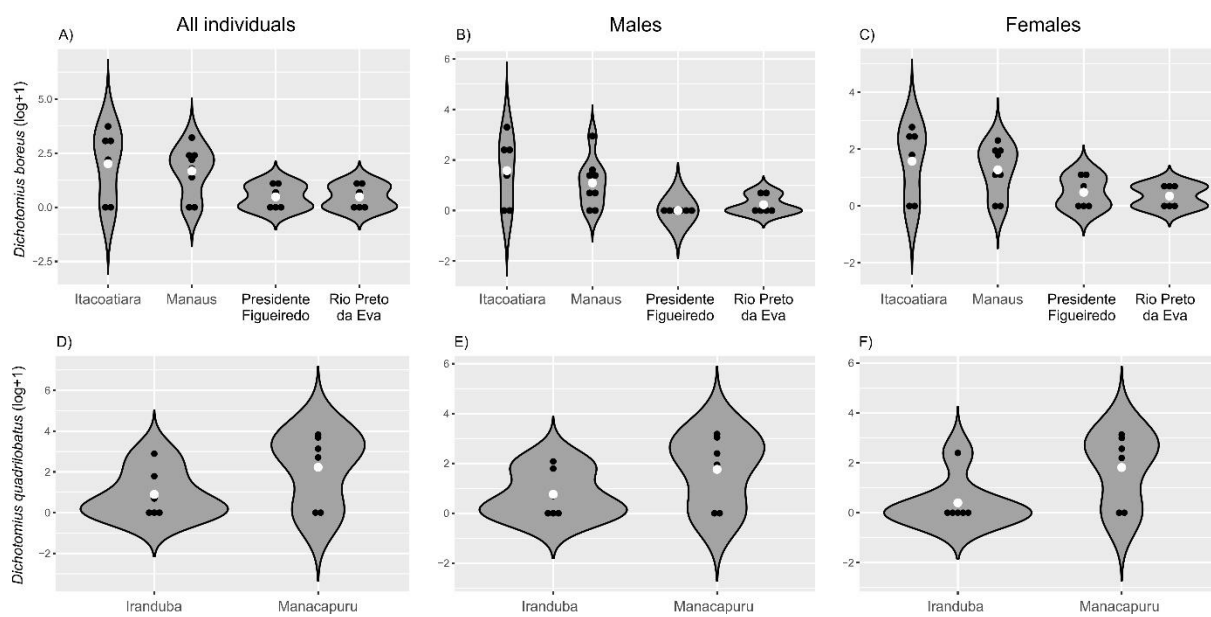 All individuals
Males
Females
A)
B)
C)
Dichotomius boreus (log+1)
5.0
2.5
0.0
−2.5
6
4
2
0
−2
4
2
0
−2
Itacoatiara
Manaus
Presidente
Figueiredo
Rio Preto
da Eva
Itacoatiara
Manaus
Presidente
Figueiredo
Rio Preto
da Eva
Itacoatiara
Manaus
Presidente
Figueiredo
Rio Preto
da Eva
D)
E)
F)
Dichotomius quadrilobatus (log+1)
6
4
2
0
−2
6
4
2
0
−2
6
4
2
0
−2
Iranduba
Manacapuru
Iranduba
Manacapuru
Iranduba
Manacapuru